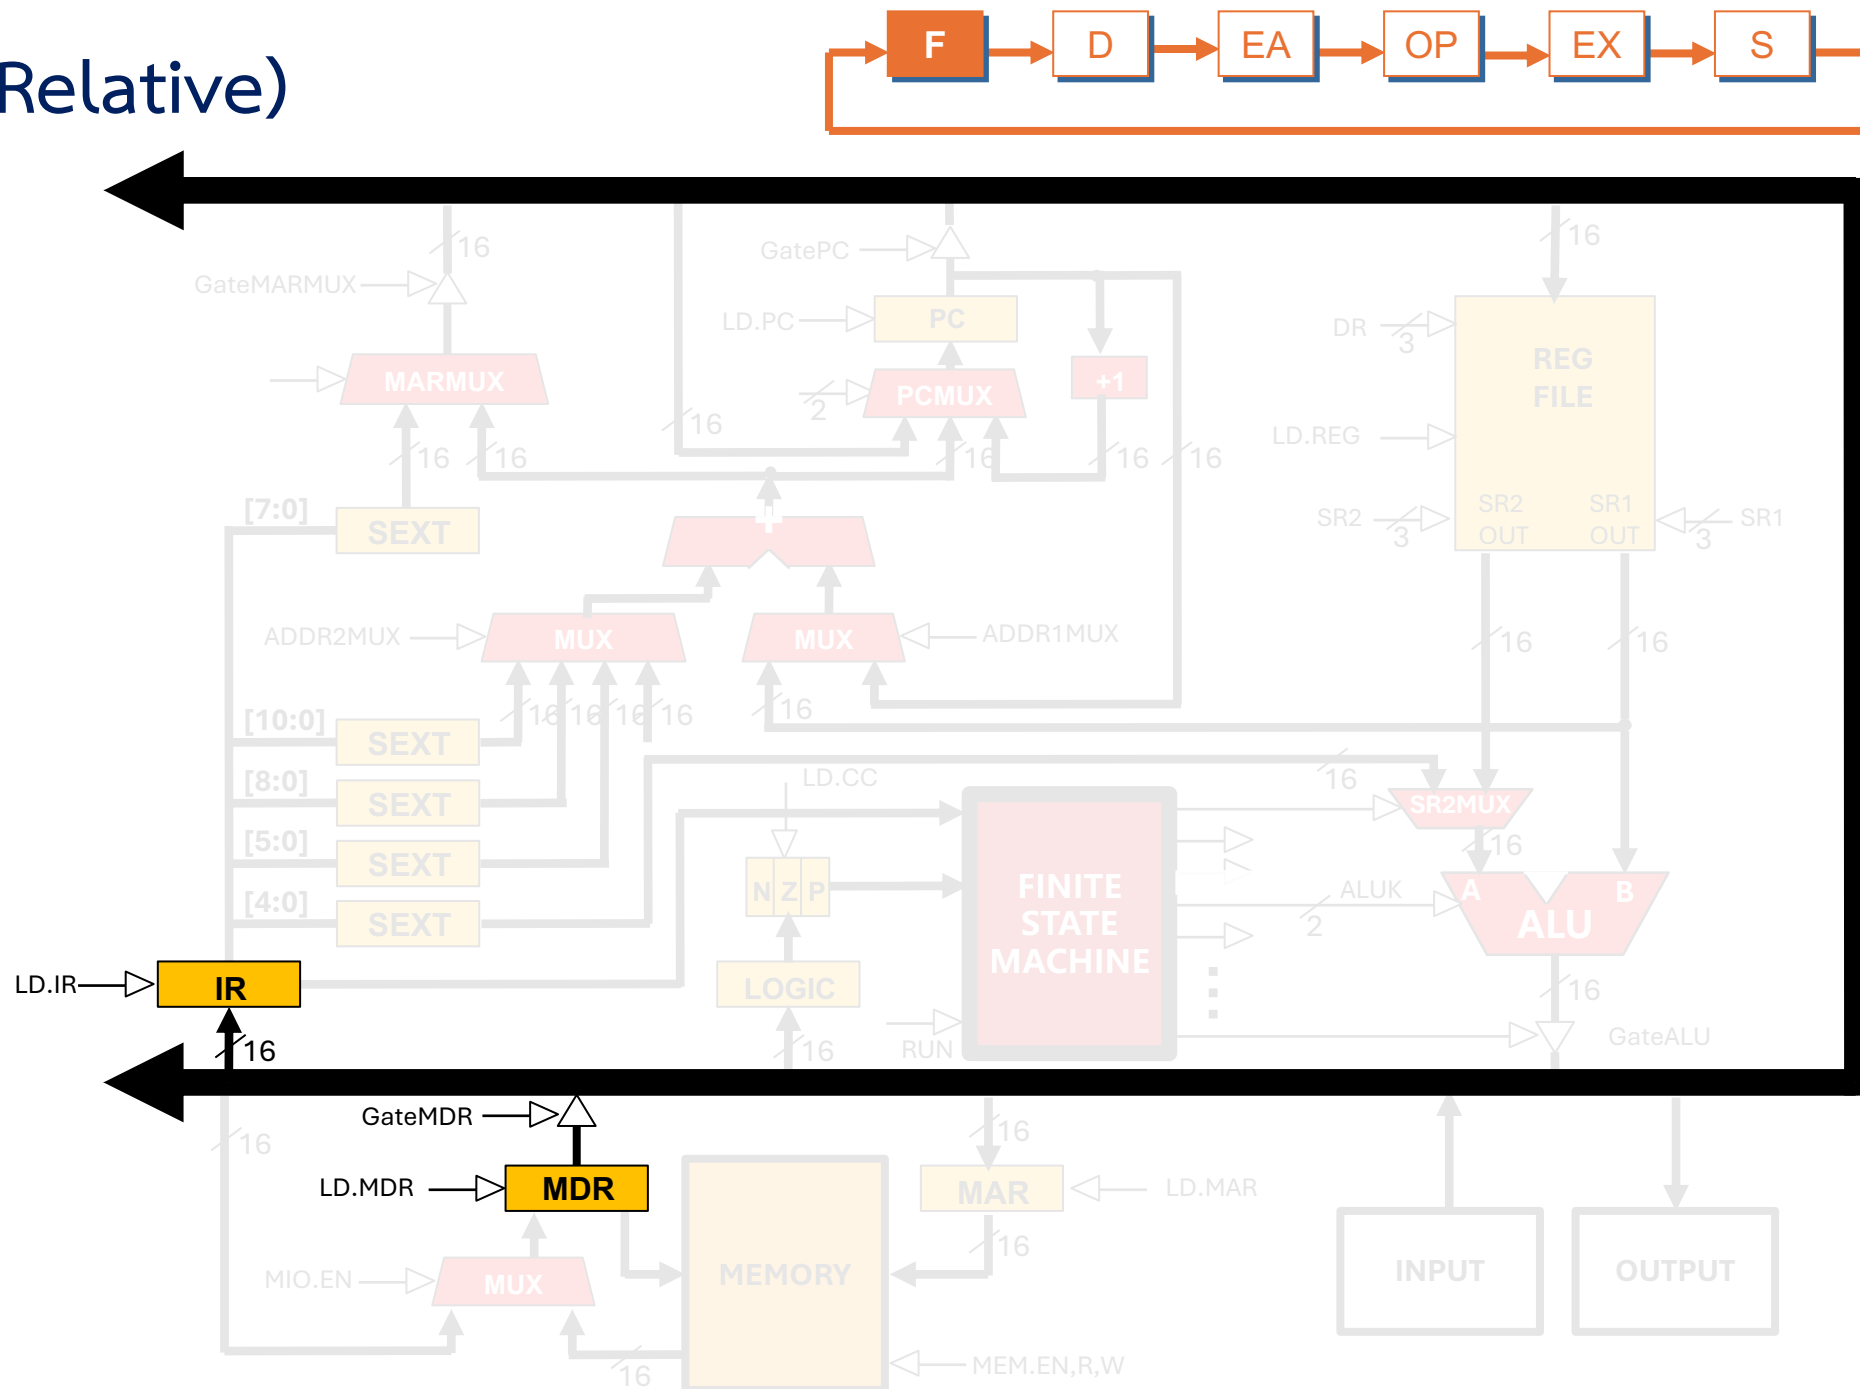 F D EA OP EX S
Relative)
16
GatePC
16
GateMARMUX
LD.PC
PC
DR
3
REG
FILE
MARMUX
2
PCMUX
+1
16
LD.REG
16
16
16
16
16
[7:0]
SEXT
+
SR2
3
SR2
OUT
SR1
OUT
3
SR1
ADDR2MUX
MUX
MUX
ADDR1MUX
16
16
[10:0]
16
16
16
16
16
SEXT
[8:0]
SEXT
LD.CC
16
SR2MUX
[5:0]
SEXT
16
N Z P
FINITE
STATE
MACHINE
ALUK
2
A
B
ALU
[4:0]
SEXT
LD.IR
IR
LOGIC
16
16
16
RUN
GateALU
GateMDR
16
16
LD.MDR
MDR
MAR
LD.MAR
16
MIO.EN
MUX
MEMORY
INPUT
OUTPUT
16
MEM.EN,R,W